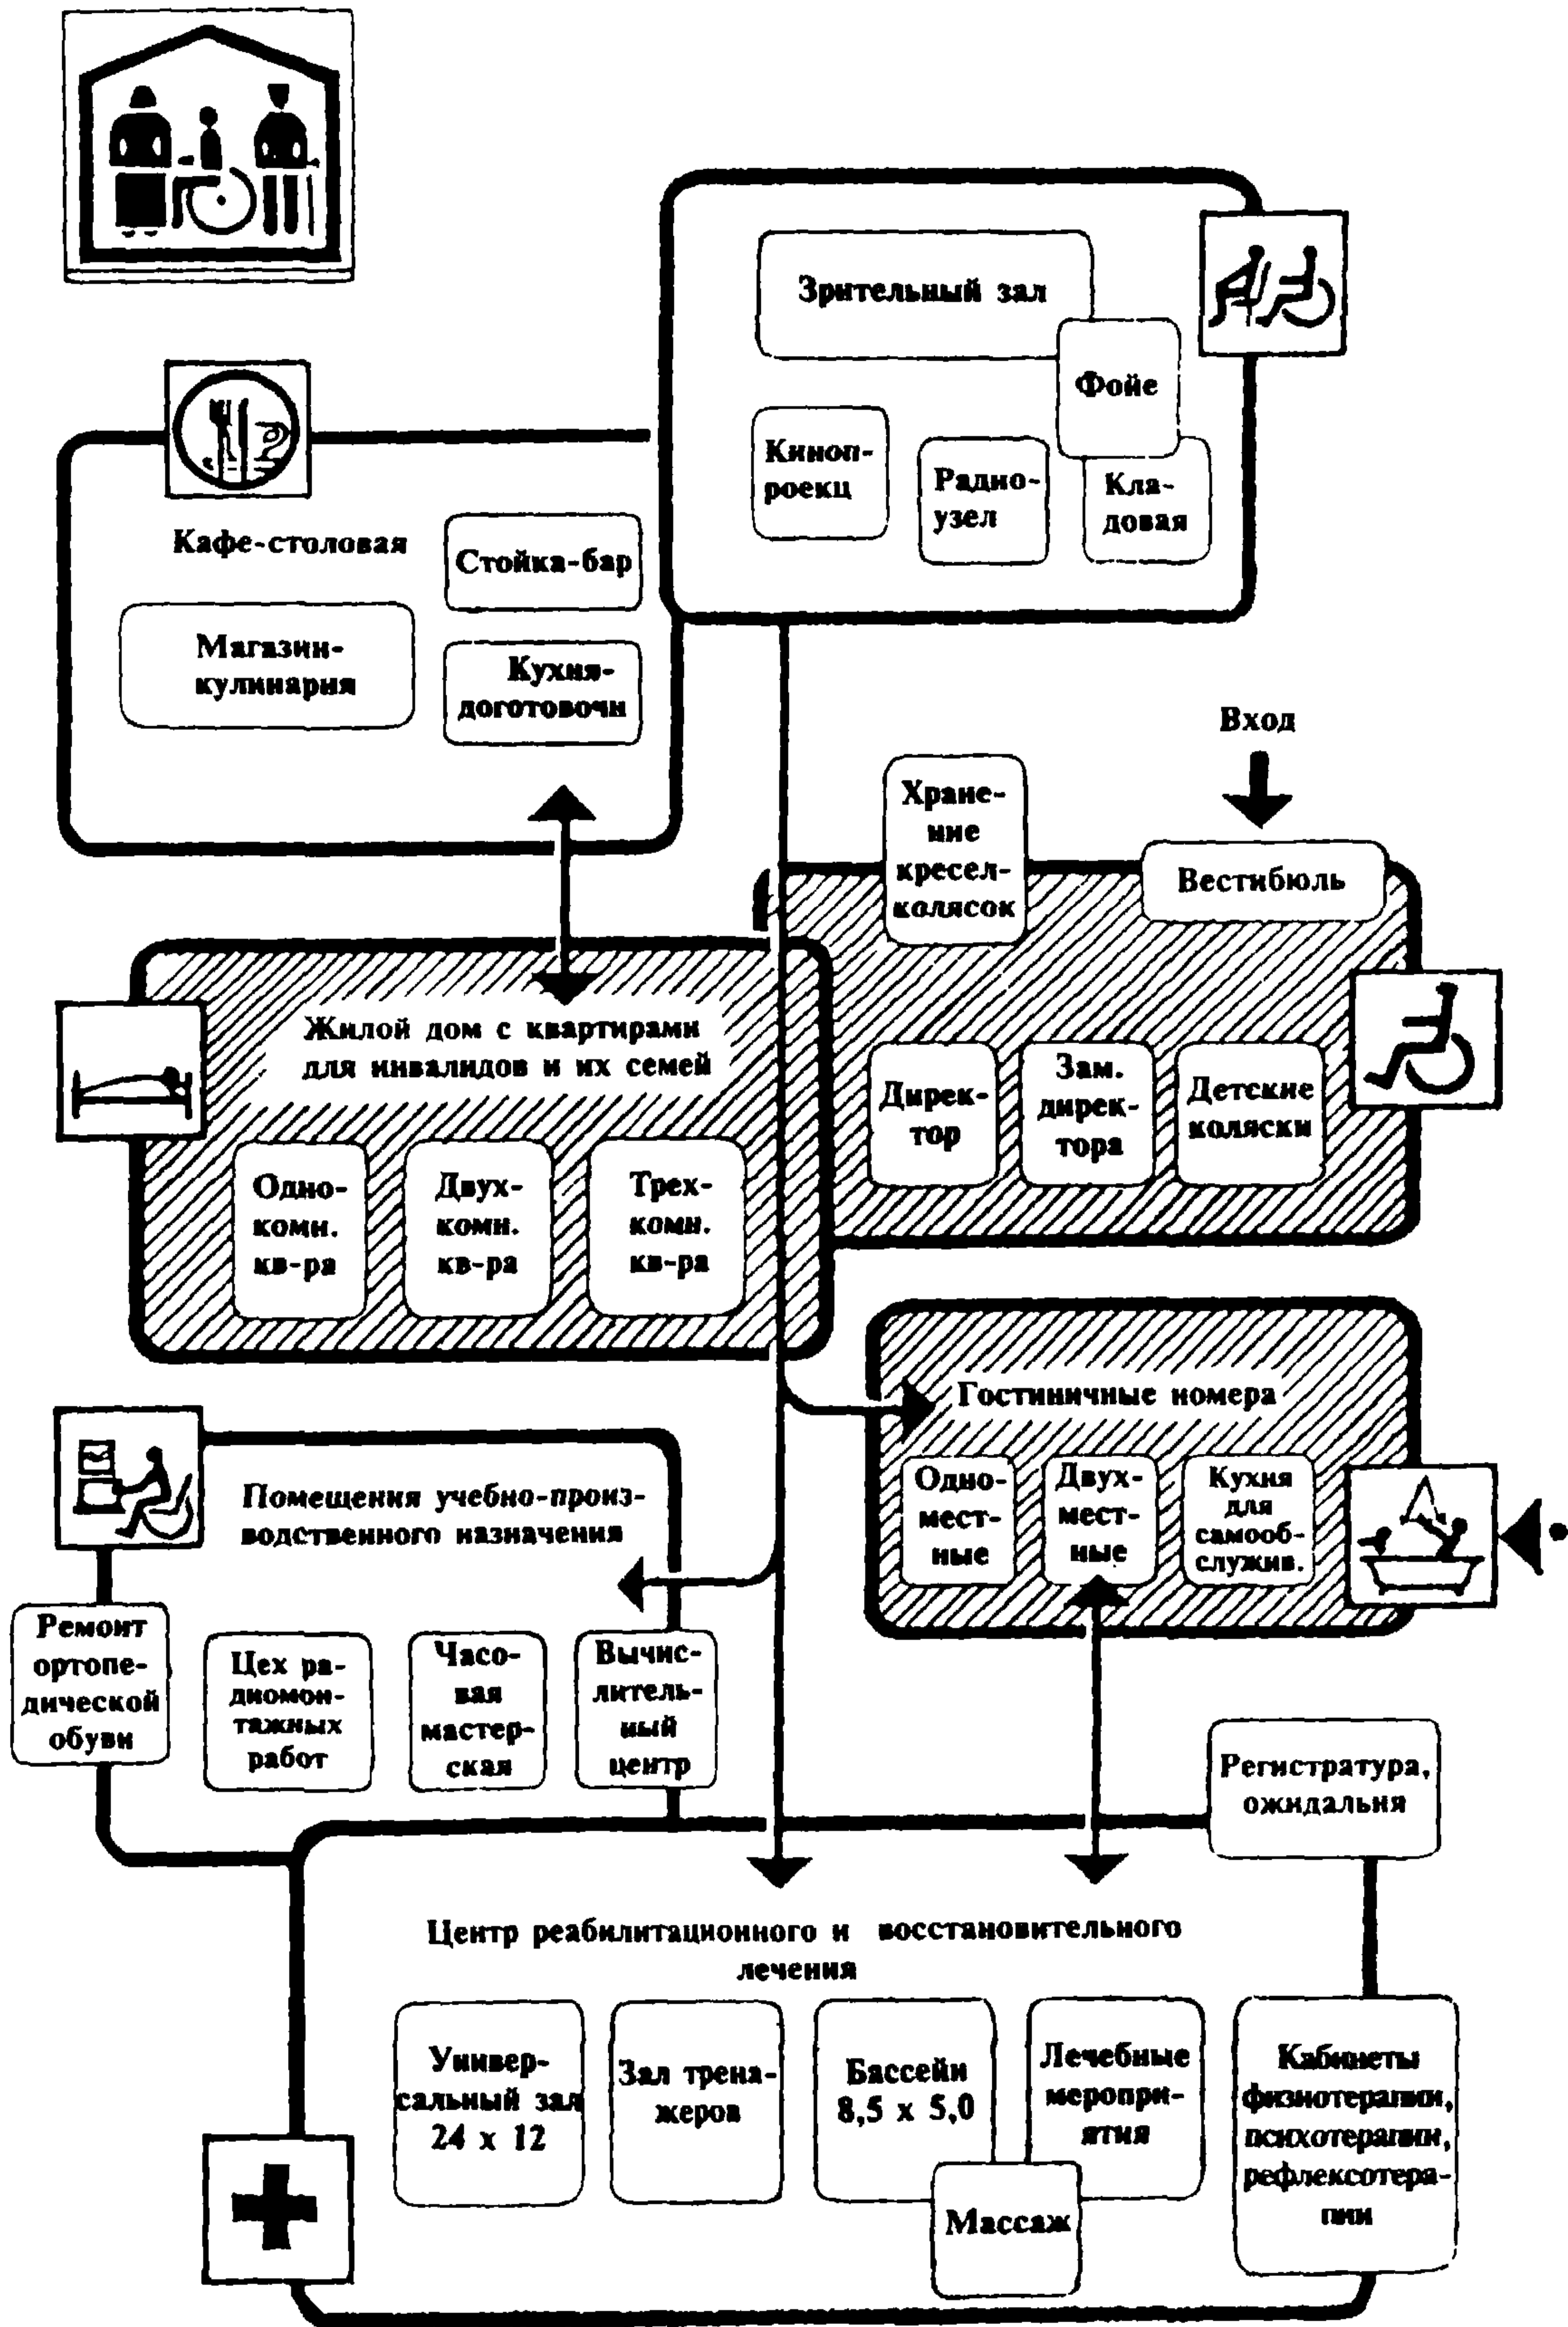 Зрительный зал
Фойе
Киноп-
роекц
Радио-
узел
Кла-
довая
Кафе-столовая
Стойка-бар
Магазин-
кулинария
Кухня-
доготовочн
Вход
Хране-
ние
кресел-
колясок
Вестибюль
Жилой дом с квартирами
для инвалидов и их семей
Одно-
комн.
кв-ра
Двух-
комн.
кв-ра
Трех-
комн.
кв-ра
Дирек-
тор
Зам.
дирек-
тора
Детские
коляски
Гостиничные номера
Одно-
мест-
ные
Двух-
мест-
ные
Кухня
для
самооб-
служив.
Помещения учебно-произ-
водственного назначения
Ремонт
ортопе-
дической
обуви
Цех ра-
диомон-
тажных
работ
Часо-
вая
мастер-
ская
Вычис-
литель-
ный
центр
Регистратура,
ожидальня
Центр реабилитационного и восстановительного
лечения
Универ-
сальный зал
24 х 12
Зал трена-
жеров
Бассейн
8,5 х 5,0
Лечебные
меропри-
ятия
Массаж
Кабинеты
физиотерапии,
психотерапии,
рефлексотера-
пии